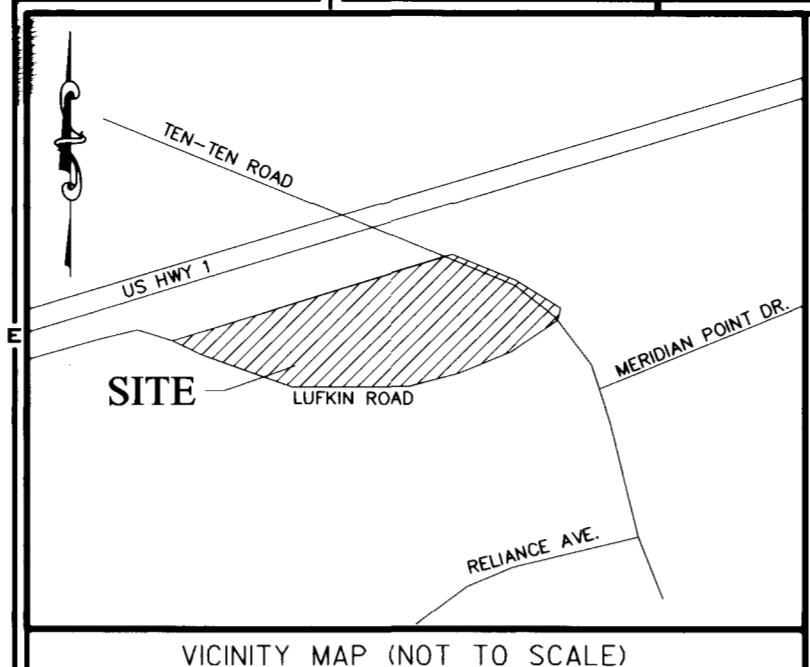 TEN-TEN ROAD
US HWY 1
E
MERIDIAN POINT DR.
SITE
LUFKIN ROAD
RELIANCE AVE.
VICINITY MAP (NOT TO SCALE)